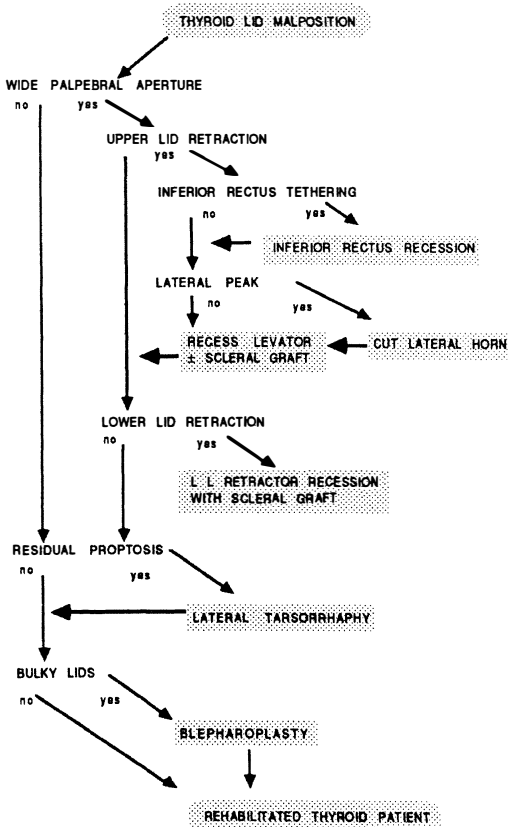 THYROID LID MALPOSITION
WIDE PALPEBRAL APERTURE
no yes
UPPER LID RETRACTION
yes
INFERIOR RECTUS TETHERING
no yes
INFERIOR RECTUS RECESSION
LATERAL PEAK
no yes
RECESS LEVATOR
± SCLERAL GRAFT
CUT LATERAL HORN
LOWER LID RETRACTION
no yes
L L RETRACTOR RECESSION
WITH SCLERAL GRAFT
RESIDUAL PROPTOSIS
no yes
LATERAL TARSORRHAPHY
BULKY LIDS
no yes
BLEPHAROPLASTY
REHABILITATED THYROID PATIENT